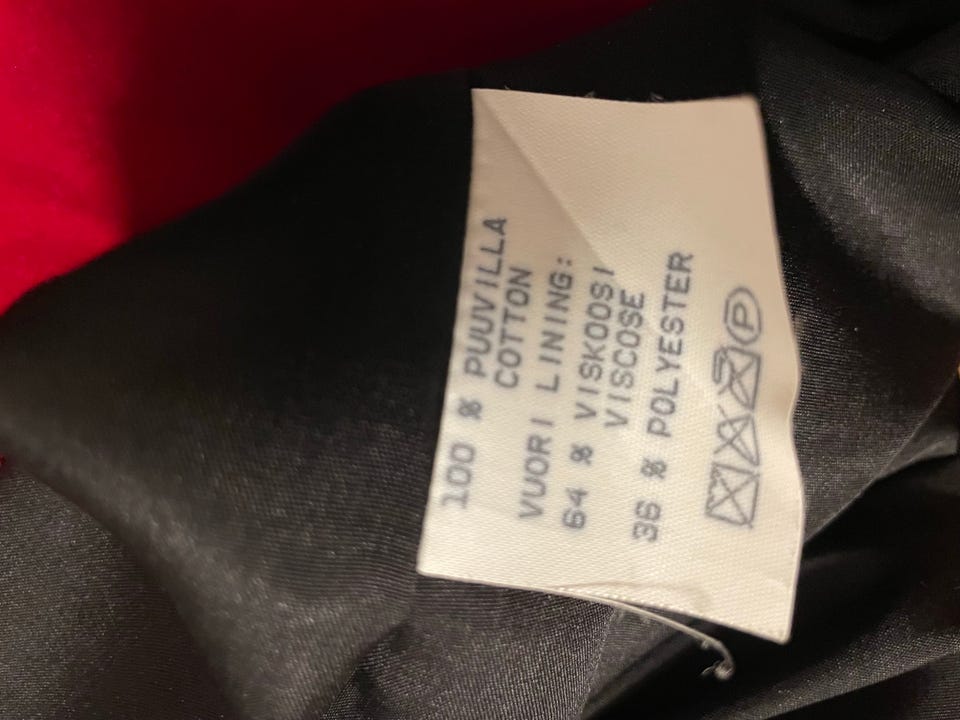 100 % PUUVILLA
COTTON
VUORI LINING:
64 % VISKOOSI
VISCOSE
36 % POLYESTER
P